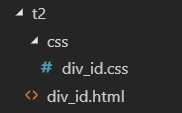 t2
css
# div_id.css
<> div_id.html